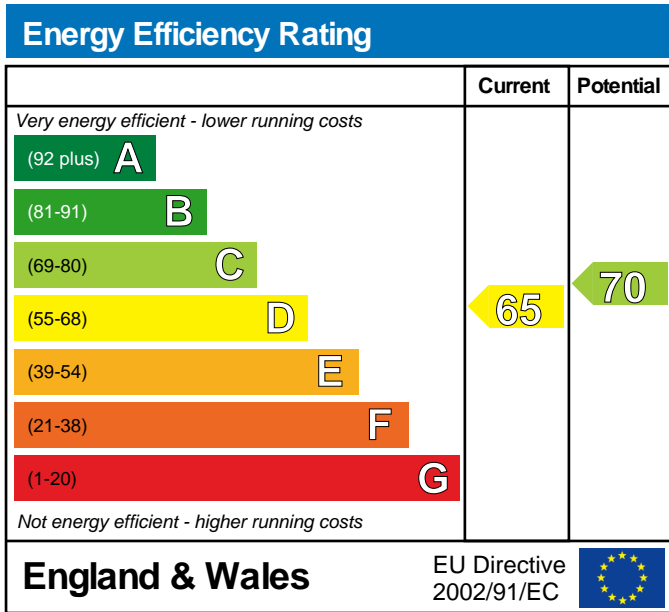 Energy Efficiency Rating
Current Potential
Very energy efficient - lower running costs
(92 plus) A
(81-91) B
(69-80) C
(55-68) D
(39-54) E
(21-38) F
(1-20) G
65
70
Not energy efficient - higher running costs
England & Wales
EU Directive
2002/91/EC